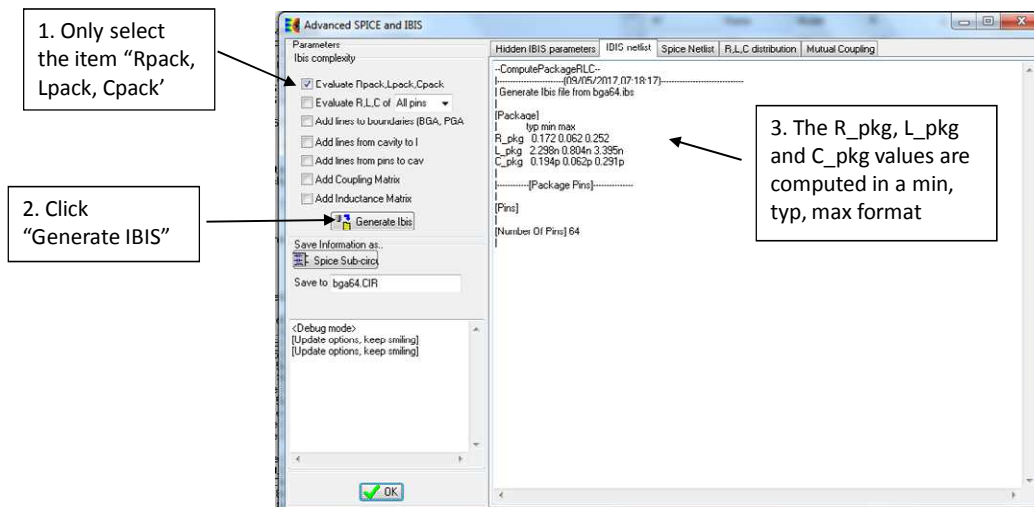 1. Only select
the item “Rpack,
Lpack, Cpack’
2. Click
“Generate IBIS”
Advanced SPICE and IBIS
Parameters
Ibis complexity
Evaluate Rpack,Lpack,Cpack
Evaluate R,L,C of All pins
Add lines to boundaries (BGA, PGA
Add lines from cavity to l
Add lines from pins to cav
Add Coupling Matrix
Add Inductance Matrix
Generate Ibis
Save Information as..
Spice Sub-circu
Save to bga64.CIR
<Debug mode>
[Update options, keep smiling]
[Update options, keep smiling]
OK
Hidden IBIS parameters IBIS netlist Spice Netlist R,L,C distribution Mutual Coupling
--ComputePackageRLC--
|------------------------(09/05/2017,07:18:17)------------------------------
| Generate Ibis file from bga64.ibs
|
[Package]
| typ min max
R_pkg 0.172 0.062 0.252
L_pkg 2.298n 0.804n 3.395n
C_pkg 0.194p 0.062p 0.291p
|
|------------[Package Pins]---------------
|
[Pins]
|
[Number Of Pins] 64
|
3. The R_pkg, L_pkg
and C_pkg values are
computed in a min,
typ, max format